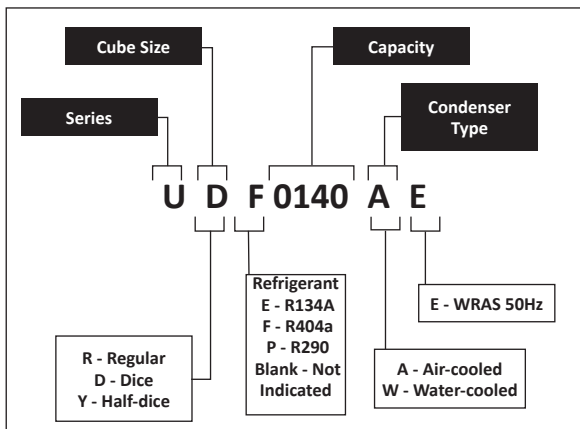 Cube Size
Capacity
Series
Condenser
Type
U D F 0140 A E
Refrigerant
E - R134A
F - R404a
P - R290
Blank - Not
Indicated
E - WRAS 50Hz
R - Regular
D - Dice
Y - Half-dice
A - Air-cooled
W - Water-cooled